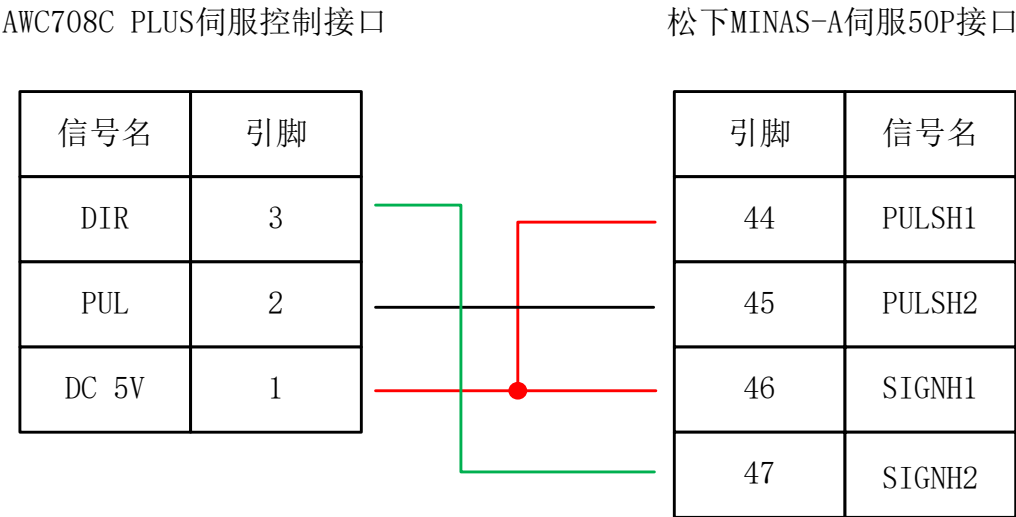 AWC708C PLUS伺服控制接口
松下MINAS-A伺服50P接口
信号名 引脚
DIR 3
PUL 2
DC 5V 1
引脚 信号名
44 PULSH1
45 PULSH2
46 SIGNH1
47 SIGNH2